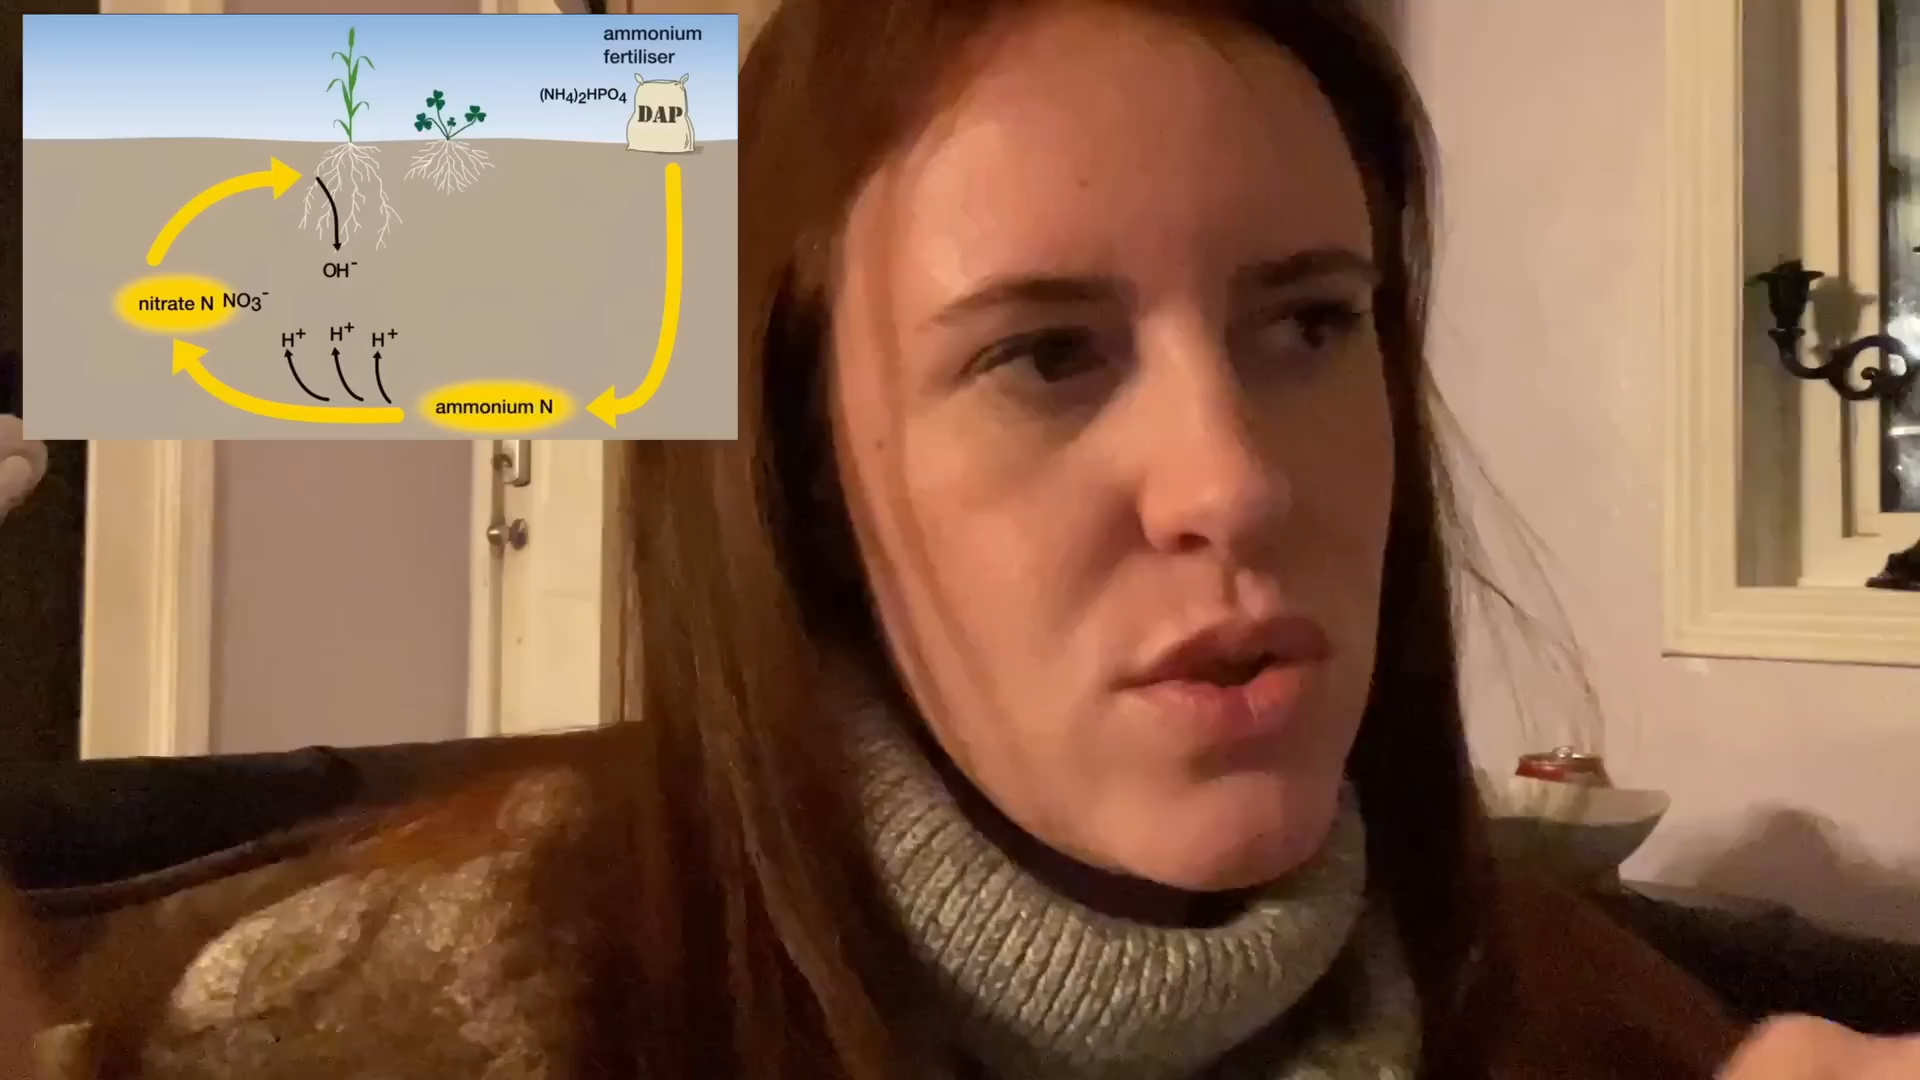 ammonium
fertiliser
(NH4)2HPO4
DAP
OH-
nitrate N NO3-
H+ H+ H+
ammonium N